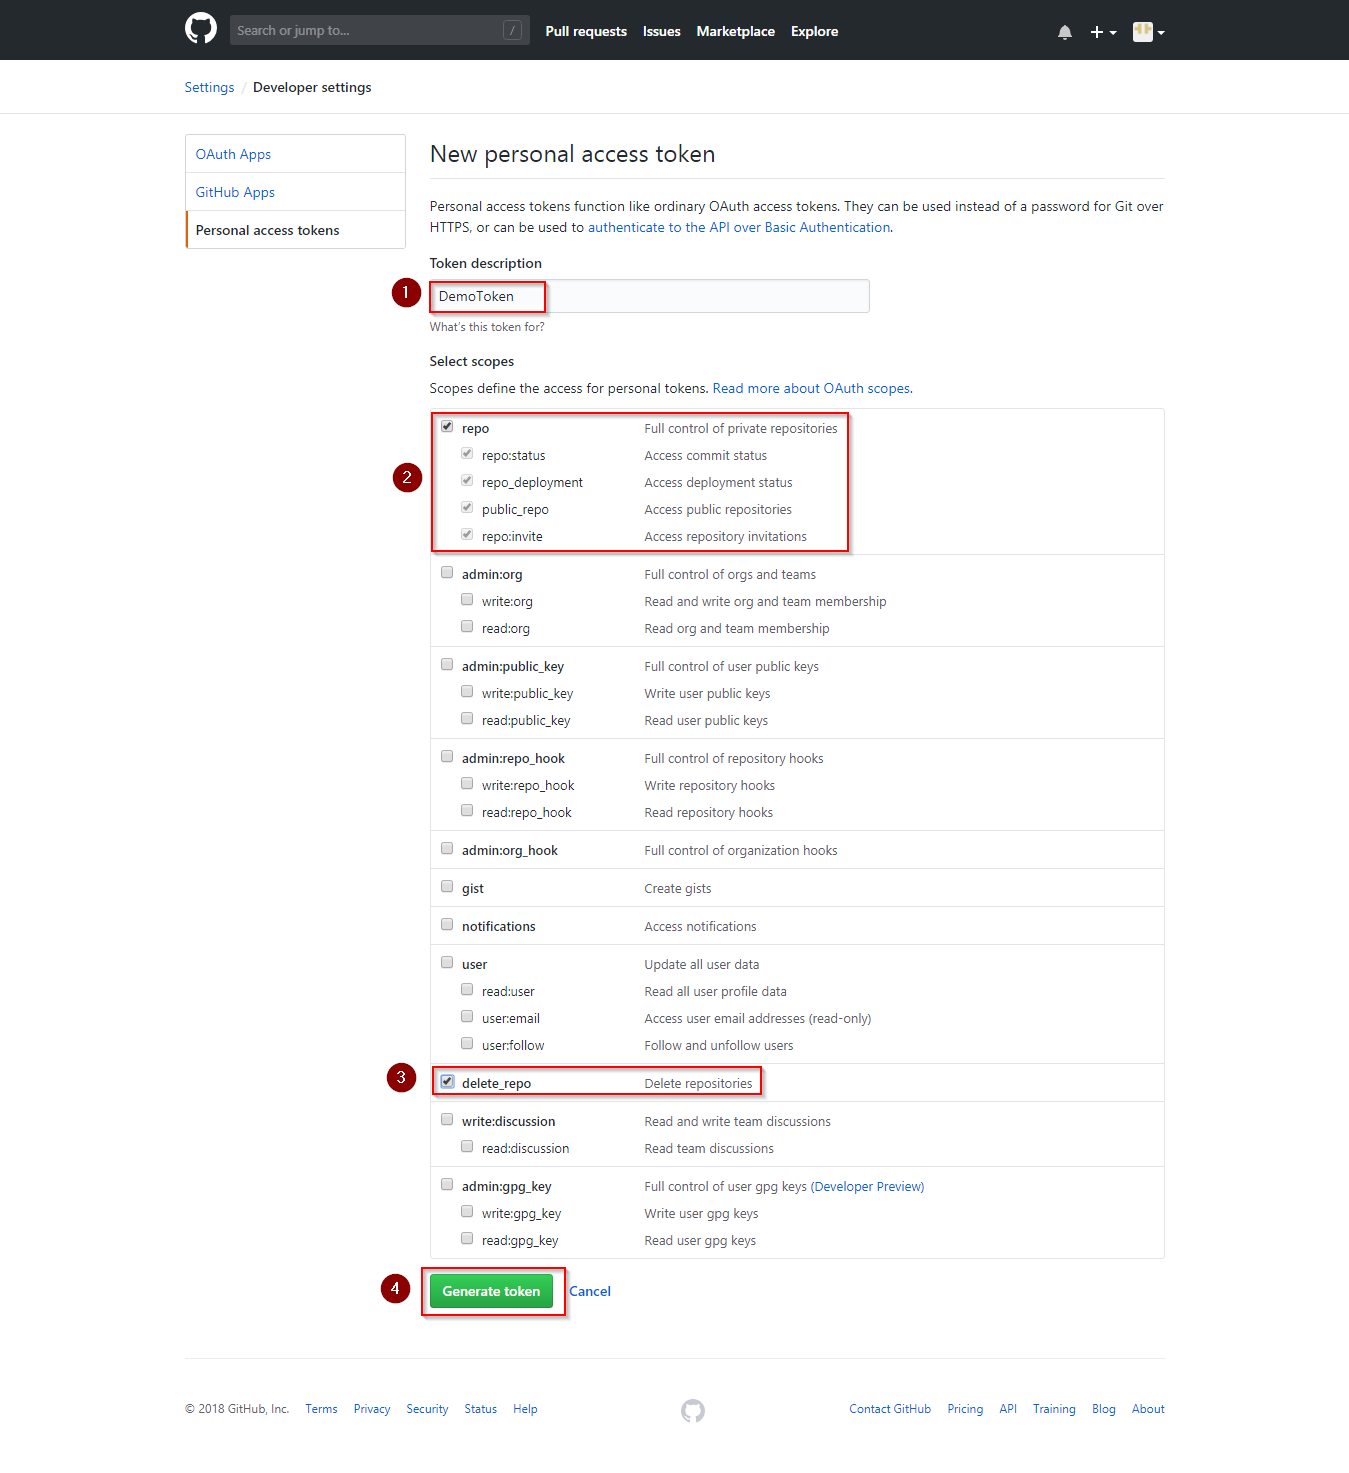 Search or jump to... /
Pull requests Issues Marketplace Explore
Settings / Developer settings
OAuth Apps
GitHub Apps
Personal access tokens
New personal access token
Personal access tokens function like ordinary OAuth access tokens. They can be used instead of a password for Git over
HTTPS, or can be used to authenticate to the API over Basic Authentication.
Token description
1
DemoToken
What's this token for?
Select scopes
Scopes define the access for personal tokens. Read more about OAuth scopes.
2
repo Full control of private repositories
repo:status Access commit status
repo_deployment Access deployment status
public_repo Access public repositories
repo:invite Access repository invitations
admin:org Full control of orgs and teams
write:org Read and write org and team membership
read:org Read org and team membership
admin:public_key Full control of user public keys
write:public_key Write user public keys
read:public_key Read user public keys
admin:repo_hook Full control of repository hooks
write:repo_hook Write repository hooks
read:repo_hook Read repository hooks
admin:org_hook Full control of organization hooks
gist Create gists
notifications Access notifications
user Update all user data
read:user Read all user profile data
user:email Access user email addresses (read-only)
user:follow Follow and unfollow users
3
delete_repo Delete repositories
write:discussion Read and write team discussions
read:discussion Read team discussions
admin:gpg_key Full control of user gpg keys (Developer Preview)
write:gpg_key Write user gpg keys
read:gpg_key Read user gpg keys
4
Generate token Cancel
© 2018 GitHub, Inc. Terms Privacy Security Status Help Contact GitHub Pricing API Training Blog About